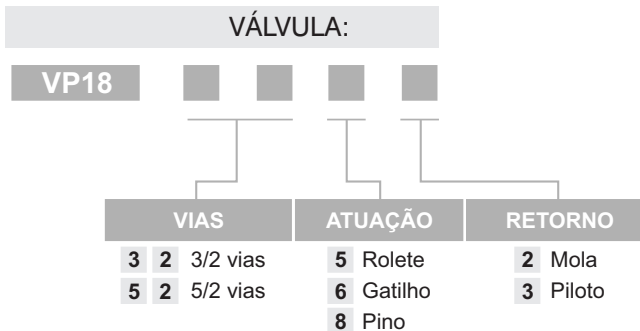 VÁLVULA:
VP18
VIAS ATUAÇÃO RETORNO
3 2 3/2 vias 5 Rolete 2 Mola
5 2 5/2 vias 6 Gatilho 3 Piloto
8 Pino